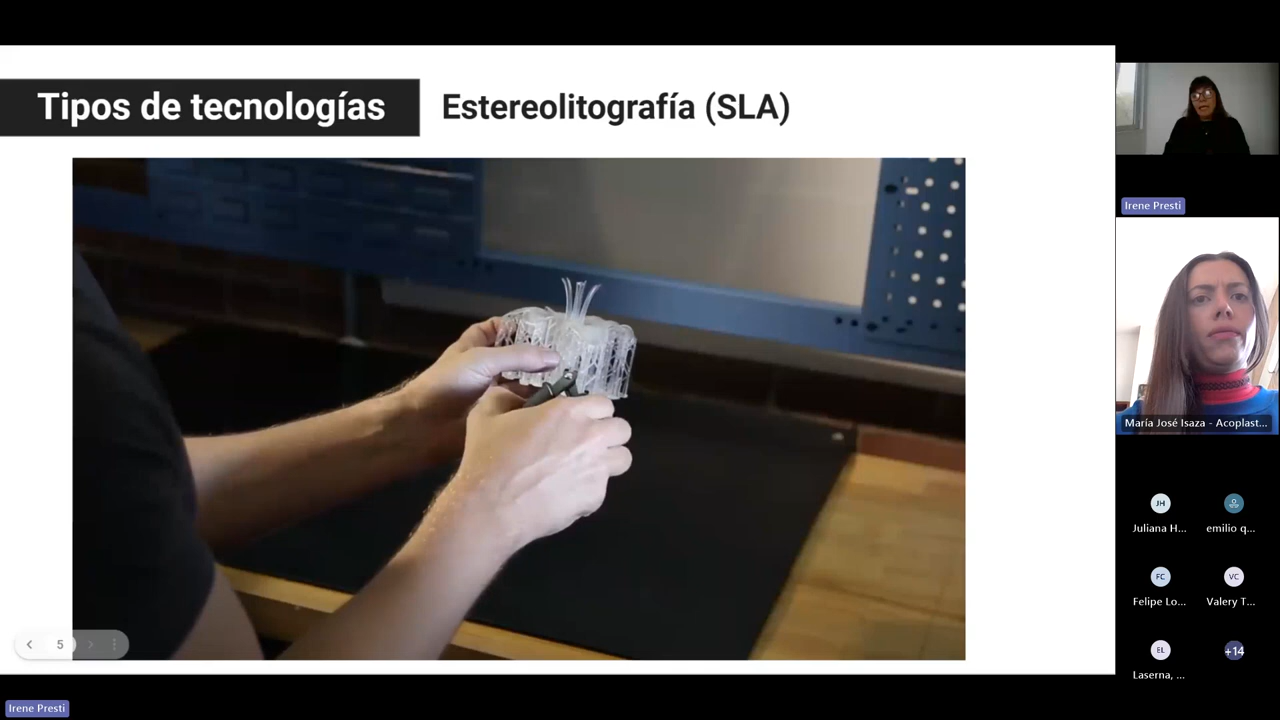 Tipos de tecnologías
Estereolitografía (SLA)
Irene Presti
María José Isaza - Acoplast...
JH
Juliana H...
emilio q...
FC
Felipe Lo...
VC
Valery T...
EL
Laserna, ...
+14
5
Irene Presti